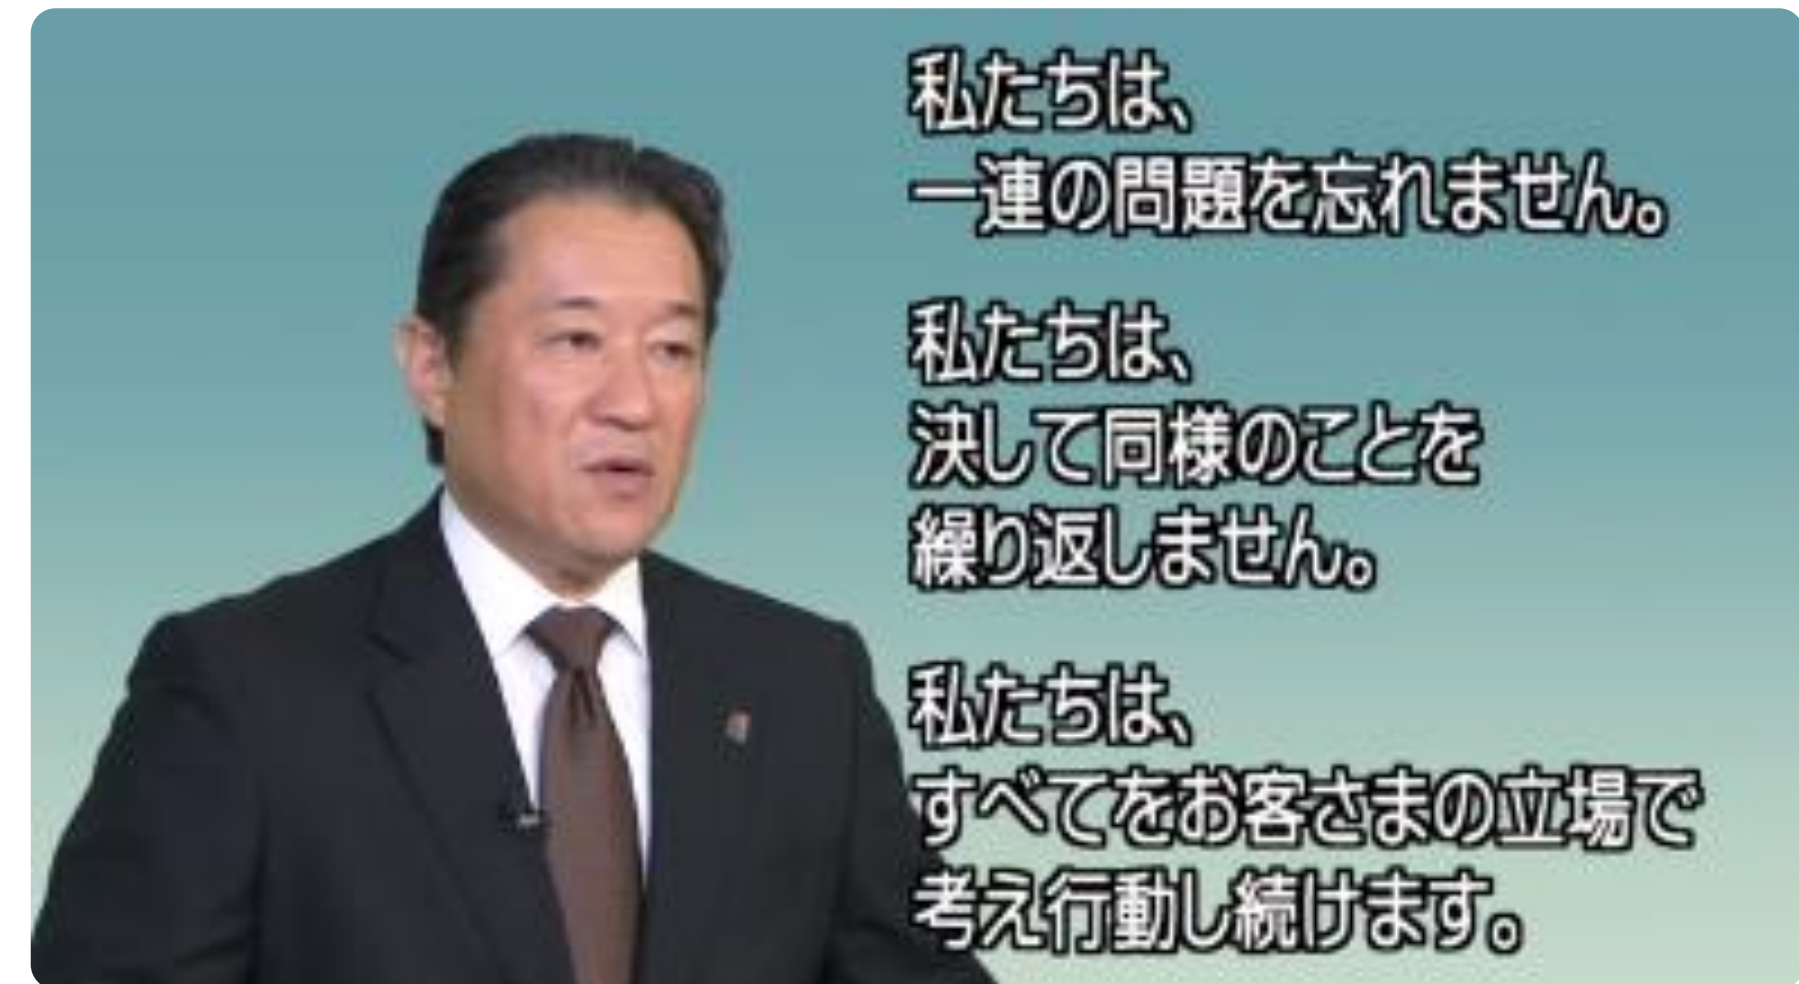 私たちは、
一連の問題を忘れません。
私たちは、
決して同様のことを
繰り返しません。
私たちは、
すべてをお客さまの立場で
考え行動し続けます。